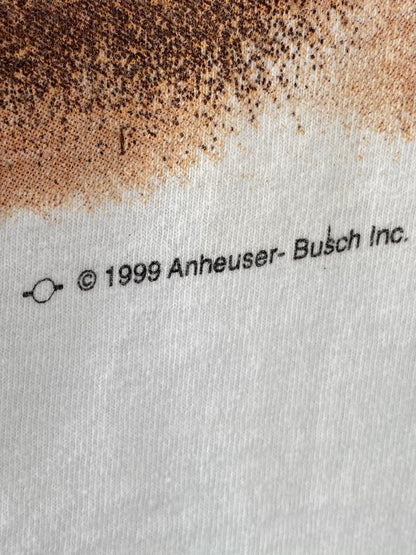 © 1999 Anheuser- Busch Inc.